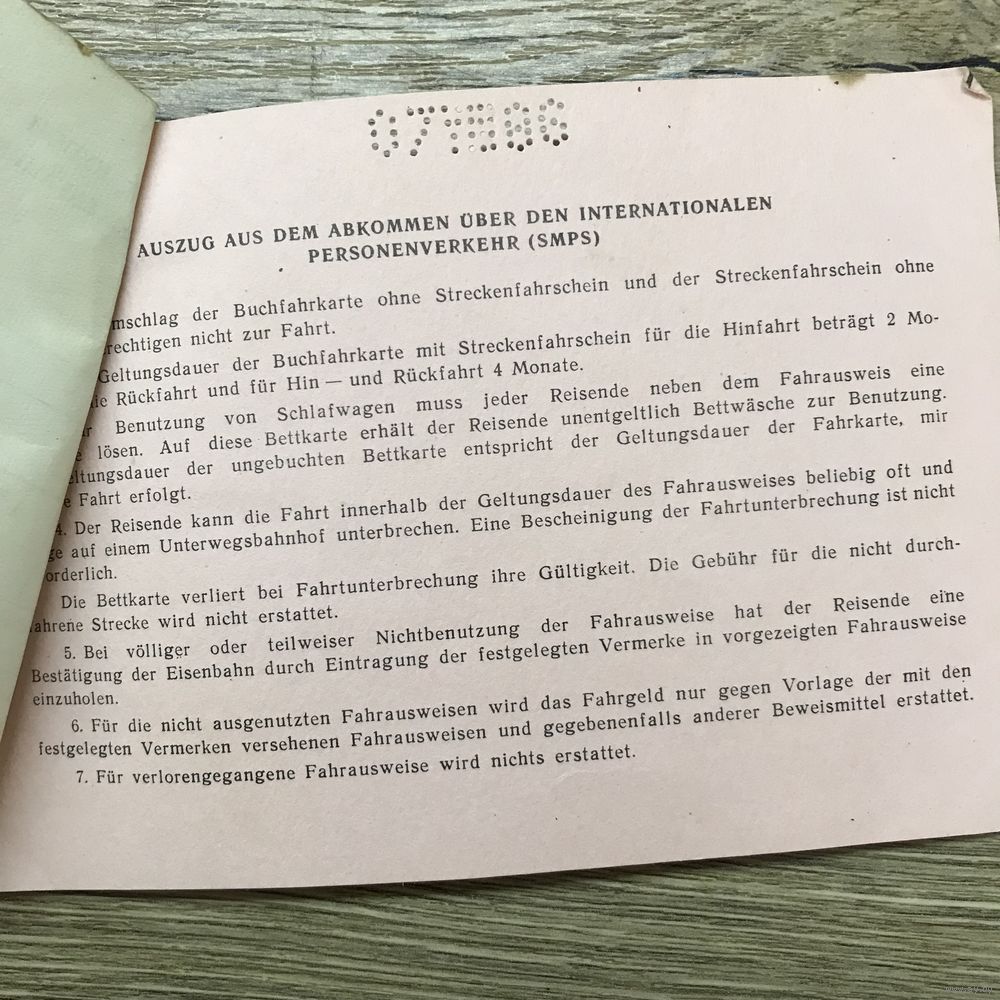 AUSZUG AUS DEM ABKOMMEN ÜBER DEN INTERNATIONALEN
PERSONENVERKEHR (SMPS)
mschlag der Buchfahrkarte ohne Streckenfahrschein und der Streckenfahrschein ohne
rechtigen nicht zur Fahrt.
Geltungsdauer der Buchfahrkarte mit Streckenfahrschein für die Hinfahrt beträgt 2 Mo-
ie Rückfahrt und für Hin — und Rückfahrt 4 Monate.
r Benutzung von Schlafwagen muss jeder Reisende neben dem Fahrausweis eine
e lösen. Auf diese Bettkarte erhält der Reisende unentgeltlich Bettwäsche zur Benutzung.
eltungsdauer der ungebuchten Bettkarte entspricht der Geltungsdauer der Fahrkarte, mir
e Fahrt erfolgt.
4. Der Reisende kann die Fahrt innerhalb der Geltungsdauer des Fahrausweises beliebig oft und
ge auf einem Unterwegsbahnhof unterbrechen. Eine Bescheinigung der Fahrtunterbrechung ist nicht
orderlich.
Die Bettkarte verliert bei Fahrtunterbrechung ihre Gültigkeit. Die Gebühr für die nicht durch-
ahrene Strecke wird nicht erstattet.
5. Bei völliger oder teilweiser Nichtbenutzung der Fahrausweise hat der Reisende eine
Bestätigung der Eisenbahn durch Eintragung der festgelegten Vermerke in vorgezeigten Fahrausweise
einzuholen.
6. Für die nicht ausgenutzten Fahrausweisen wird das Fahrgeld nur gegen Vorlage der mit den
festgelegten Vermerken versehenen Fahrausweisen und gegebenenfalls anderer Beweismittel erstattet.
7. Für verlorengegangene Fahrausweise wird nichts erstattet.